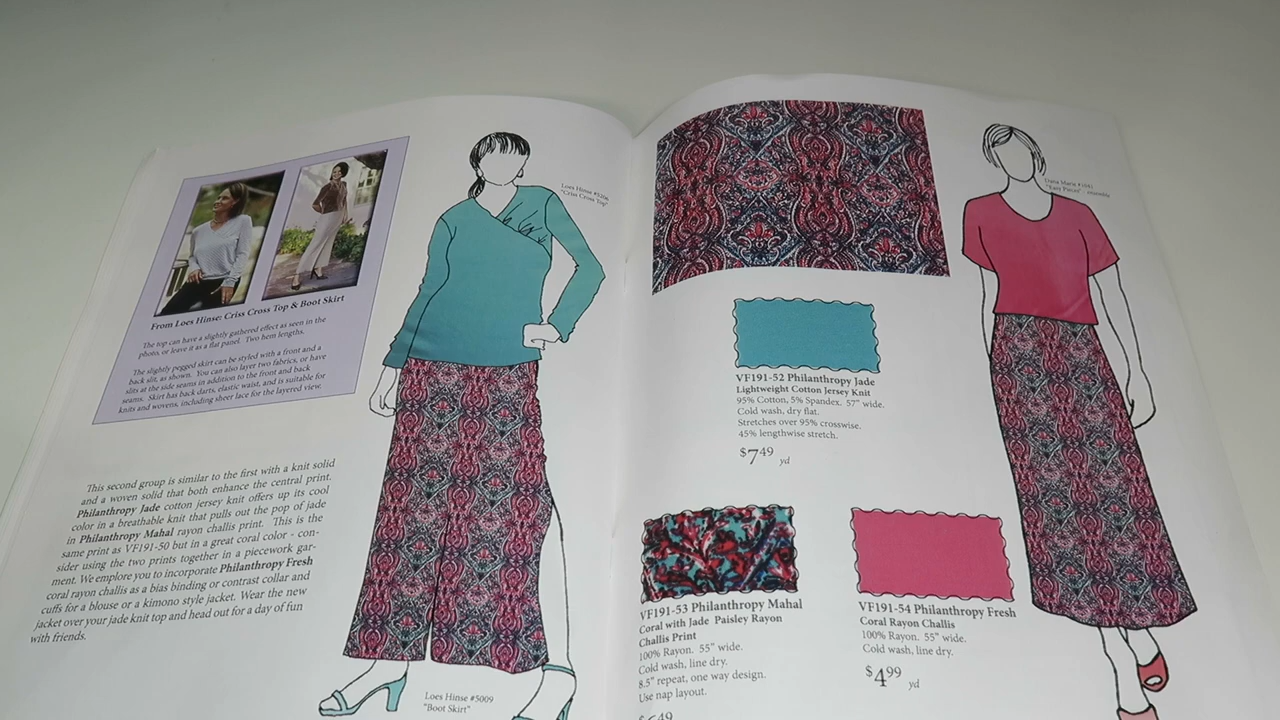 From Loes Hinse: Criss Cross Top & Boot Skirt
The top can have a slightly gathered effect as seen in the
photo, or leave it as a flat panel.  Two hem lengths.
The slightly pegged skirt can be styled with a front and a
back slit, as shown.  You can also layer two fabrics, or have
slits at the side seams in addition to the front and back
seams.  Skirt has back darts, elastic waist, and is suitable for
knits and wovens, including sheer lace for the layered view.
This second group is similar to the first with a knit solid
and a woven solid that both enhance the central print.
Philanthropy Jade cotton jersey knit offers up its cool
color in a breathable knit that pulls out the pop of jade
in Philanthropy Mahal rayon challis print.  This is the
same print as VF191-50 but in a great coral color - con-
sider using the two prints together in a piecework gar-
ment. We emplore you to incorporate Philanthropy Fresh
coral rayon challis as a bias binding or contrast collar and
cuffs for a blouse or a kimono style jacket. Wear the new
jacket over your jade knit top and head out for a day of fun
with friends.
Loes Hinse #5206
"Criss Cross Top"
Loes Hinse #5009
"Boot Skirt"
Dana Marie #1041
"Easy Pieces" ensemble
VF191-52 Philanthropy Jade
Lightweight Cotton Jersey Knit
95% Cotton, 5% Spandex.  57" wide.
Cold wash, dry flat.
Stretches over 95% crosswise.
45% lengthwise stretch.
$7 49 yd
VF191-53 Philanthropy Mahal
Coral with Jade Paisley Rayon
Challis Print
100% Rayon.  55" wide.
Cold wash, line dry.
8.5" repeat, one way design.
Use nap layout.
$6 49
VF191-54 Philanthropy Fresh
Coral Rayon Challis
100% Rayon.  55" wide.
Cold wash, line dry.
$4 99 yd